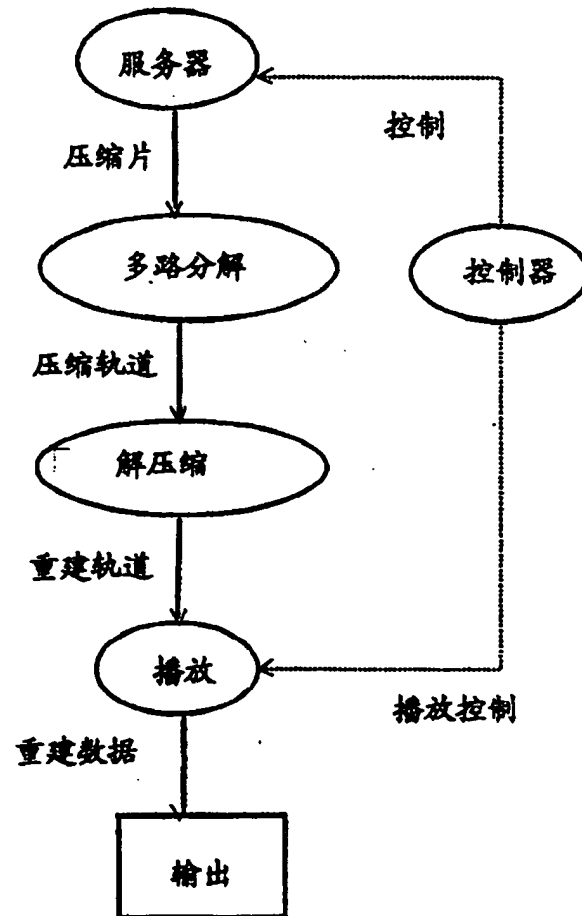 服务器
控制
压缩片
多路分解
控制器
压缩轨道
解压缩
重建轨道
播放
播放控制
重建数据
输出